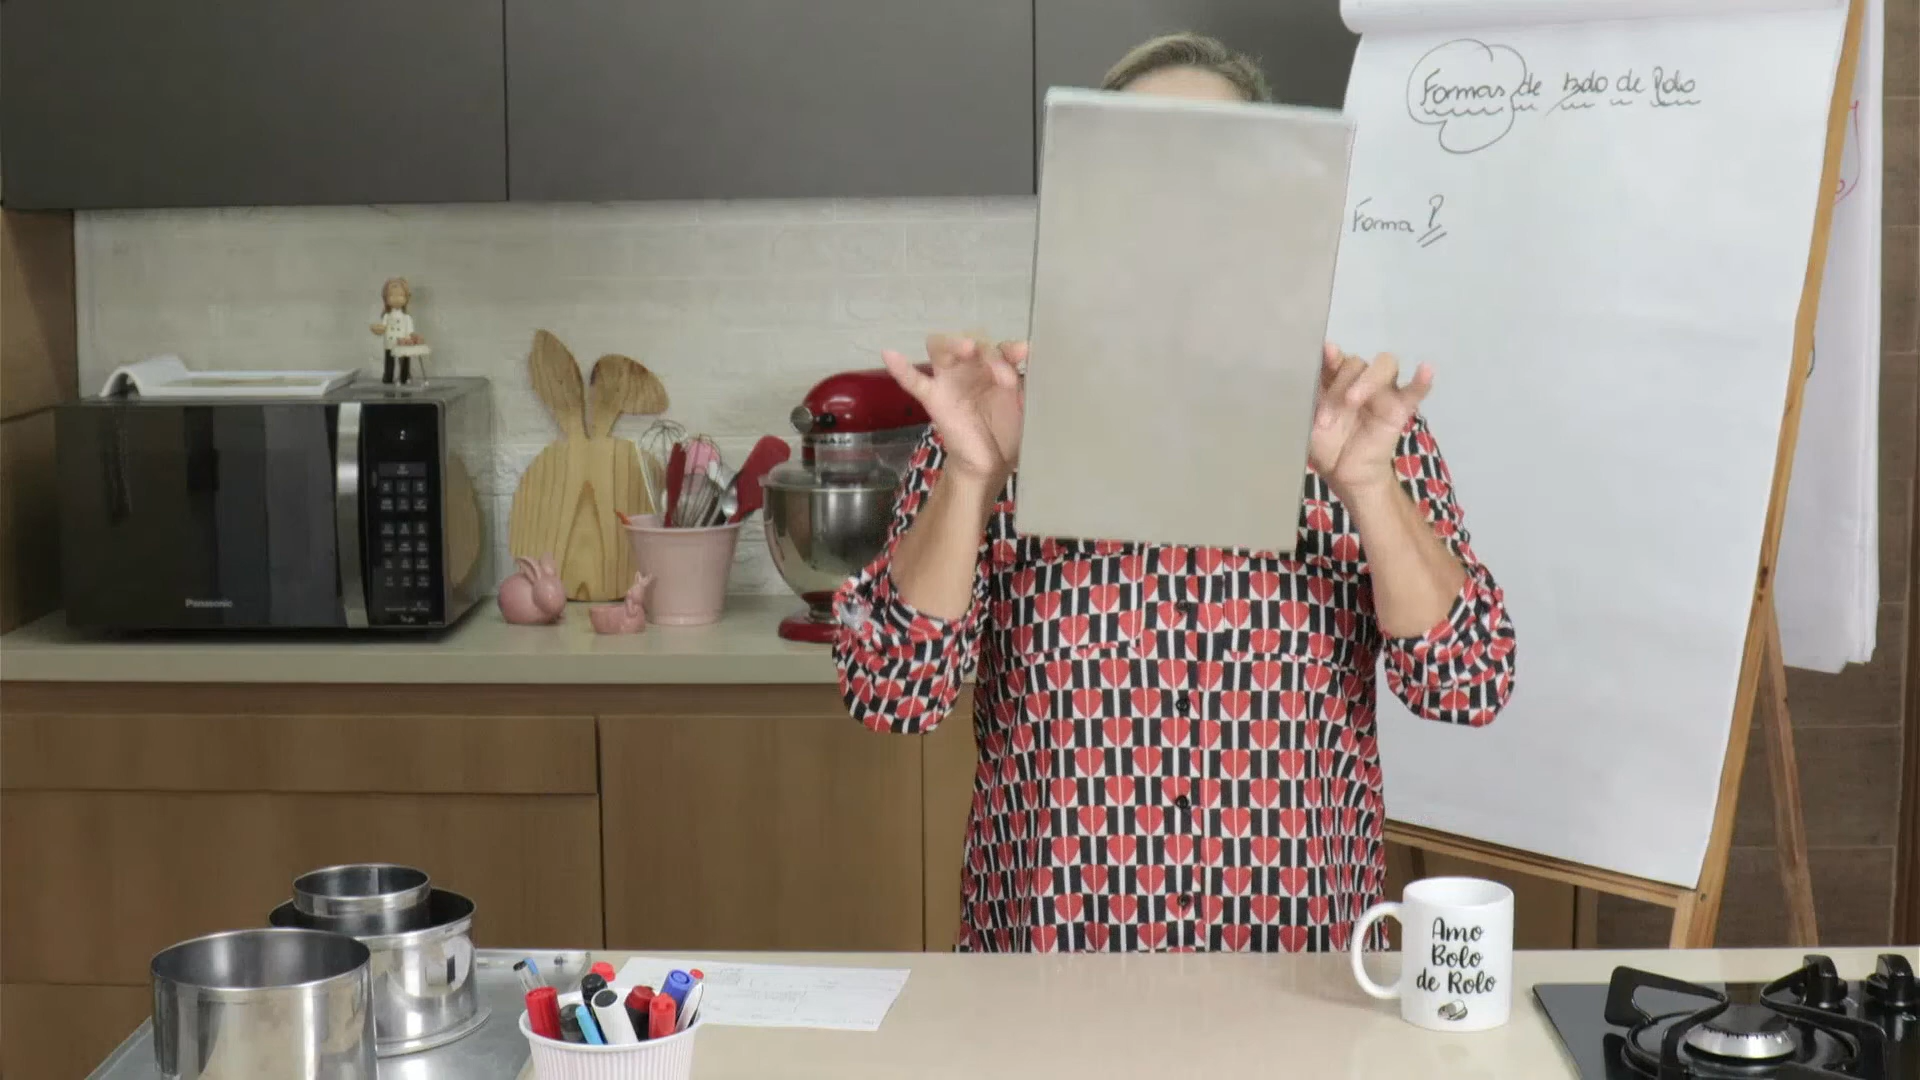 Formas de Bolo de Rolo
Forma P
Panasonic
Amo
Bolo
de Rolo